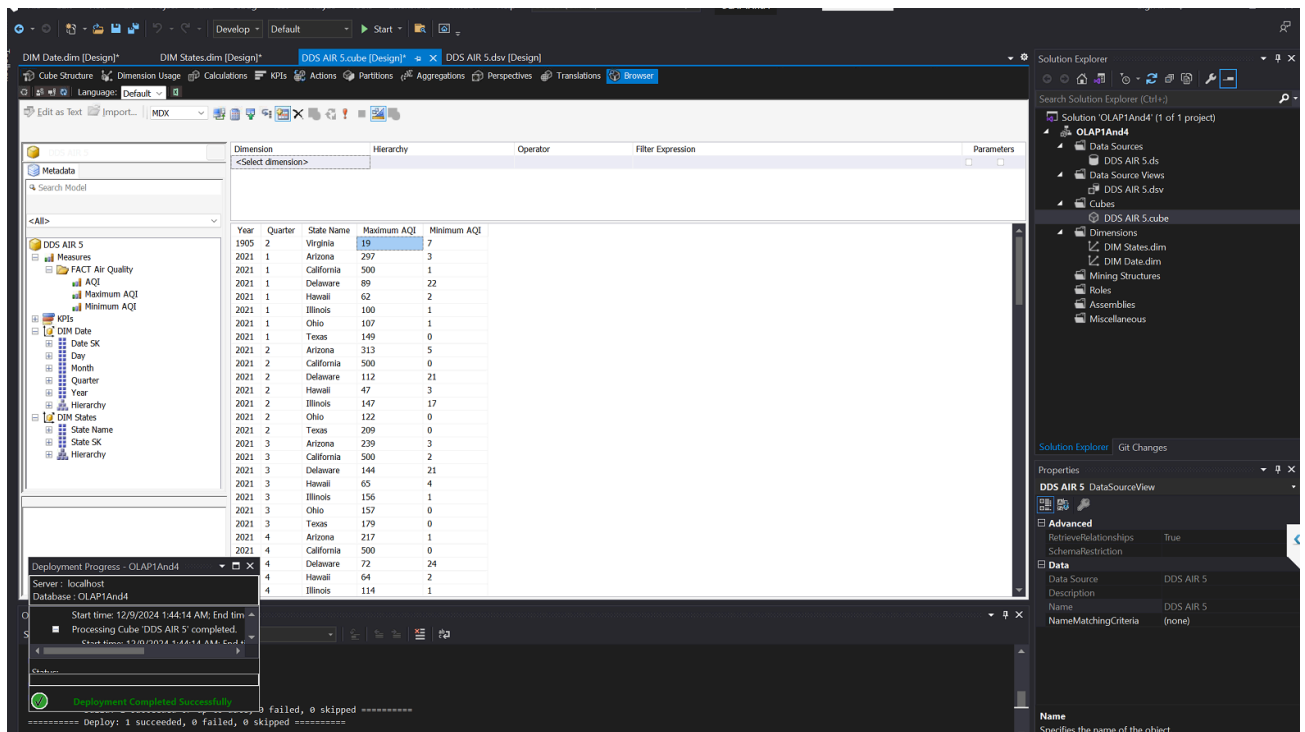 Develop Default Start
DIM Date.dim [Design]* DIM States.dim [Design]* DDS AIR 5.cube [Design]* DDS AIR 5.dsv [Design]
Cube Structure Dimension Usage Calculations KPIs Actions Partitions Aggregations Perspectives Translations Browser
Language: Default
Edit as Text Import... MDX
Metadata
Search Model
<All>
DDS AIR 5
Measures
FACT Air Quality
AQI
Maximum AQI
Minimum AQI
KPIs
DIM Date
Date SK
Day
Month
Quarter
Year
Hierarchy
DIM States
State Name
State SK
Hierarchy
Dimension Hierarchy Operator Filter Expression Parameters
<Select dimension>
Year Quarter State Name Maximum AQI Minimum AQI
1905 2 Virginia 19 7
2021 1 Arizona 297 3
2021 1 California 500 1
2021 1 Delaware 89 22
2021 1 Hawaii 62 2
2021 1 Illinois 100 1
2021 1 Ohio 107 1
2021 1 Texas 149 0
2021 2 Arizona 313 5
2021 2 California 500 0
2021 2 Delaware 112 21
2021 2 Hawaii 47 3
2021 2 Illinois 147 17
2021 2 Ohio 122 0
2021 2 Texas 209 0
2021 3 Arizona 239 3
2021 3 California 500 2
2021 3 Delaware 144 21
2021 3 Hawaii 65 4
2021 3 Illinois 156 1
2021 3 Ohio 157 0
2021 3 Texas 179 0
2021 4 Arizona 217 1
2021 4 California 500 0
4 Delaware 72 24
4 Hawaii 64 2
4 Illinois 114 1
Deployment Progress - OLAP1And4
Server : localhost
Database : OLAP1And4
Start time: 12/9/2024 1:44:14 AM; End tim
Processing Cube 'DDS AIR 5' completed.
Start time: 12/9/2024 1:44:14 AM; End ti
Status:
Deployment Completed Successfully
0 failed, 0 skipped ==========
========== Deploy: 1 succeeded, 0 failed, 0 skipped ==========
Solution Explorer
Search Solution Explorer (Ctrl+;)
Solution 'OLAP1And4' (1 of 1 project)
OLAP1And4
Data Sources
DDS AIR 5.ds
Data Source Views
DDS AIR 5.dsv
Cubes
DDS AIR 5.cube
Dimensions
DIM States.dim
DIM Date.dim
Mining Structures
Roles
Assemblies
Miscellaneous
Solution Explorer Git Changes
Properties
DDS AIR 5 DataSourceView
Advanced
RetrieveRelationships True
SchemaRestriction
Data
Data Source DDS AIR 5
Description
Name DDS AIR 5
NameMatchingCriteria (none)
Name
Specifies the name of the object.